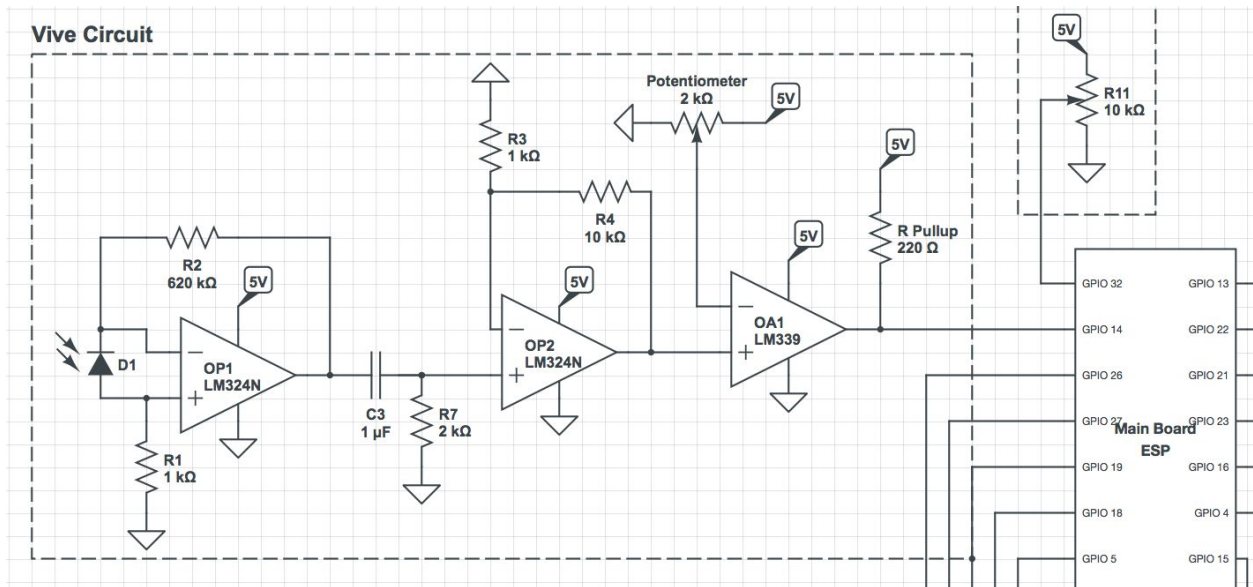 Vive Circuit
5V
R11
10 kΩ
Potentiometer
2 kΩ
5V
R3
1 kΩ
5V
R4
10 kΩ
R Pullup
220 Ω
5V
R2
620 kΩ
5V
5V
D1
OP1
LM324N
OP2
LM324N
OA1
LM339
C3
1 µF
R7
2 kΩ
R1
1 kΩ
GPIO 32
GPIO 13
GPIO 14
GPIO 22
GPIO 26
GPIO 21
GPIO 27
GPIO 23
Main Board
ESP
GPIO 19
GPIO 16
GPIO 18
GPIO 4
GPIO 5
GPIO 15